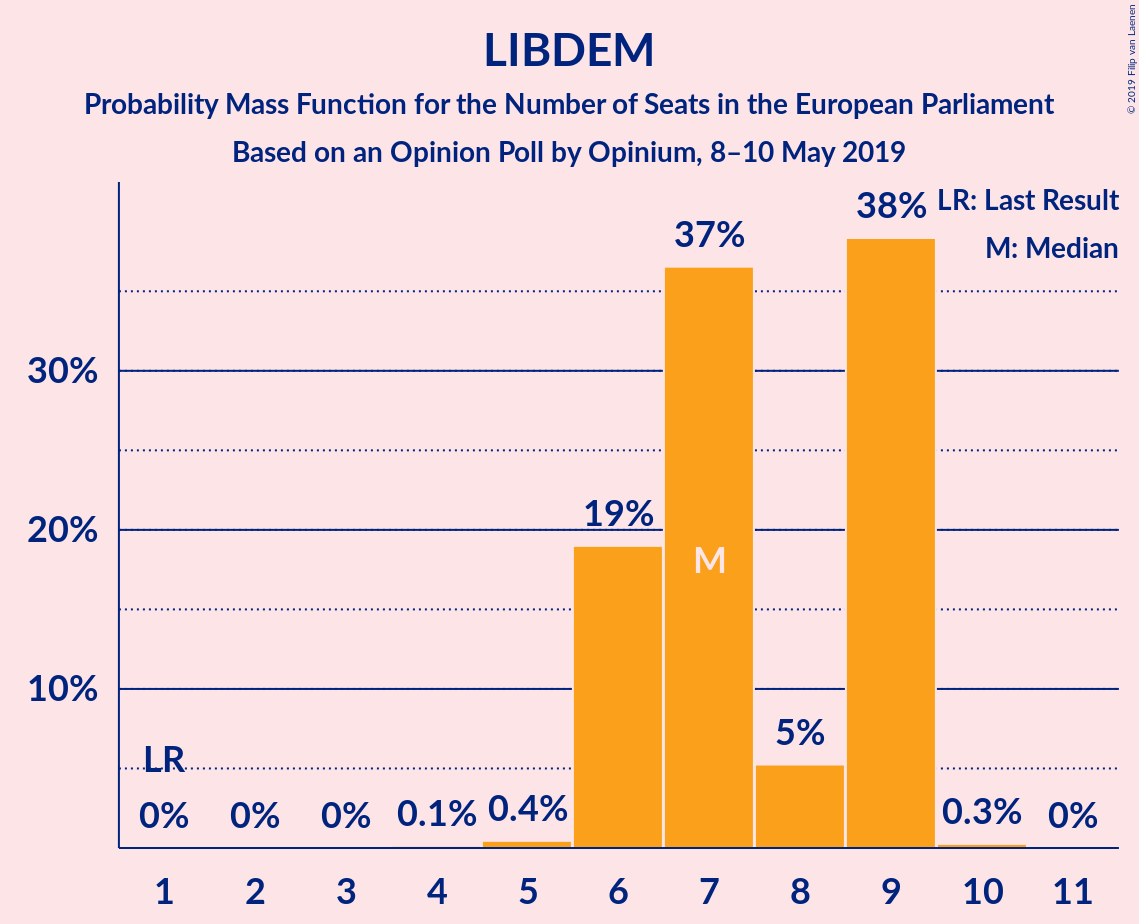 LIBDEM
Probability Mass Function for the Number of Seats in the European Parliament
Based on an Opinion Poll by Opinium, 8–10 May 2019
© 2019 Filip van Laenen
LR: Last Result
M: Median
38%
37%
30%
20%
19%
M
10%
5%
LR
0%
0%
0%
0.1%
0.4%
0.3%
0%
1 2 3 4 5 6 7 8 9 10 11